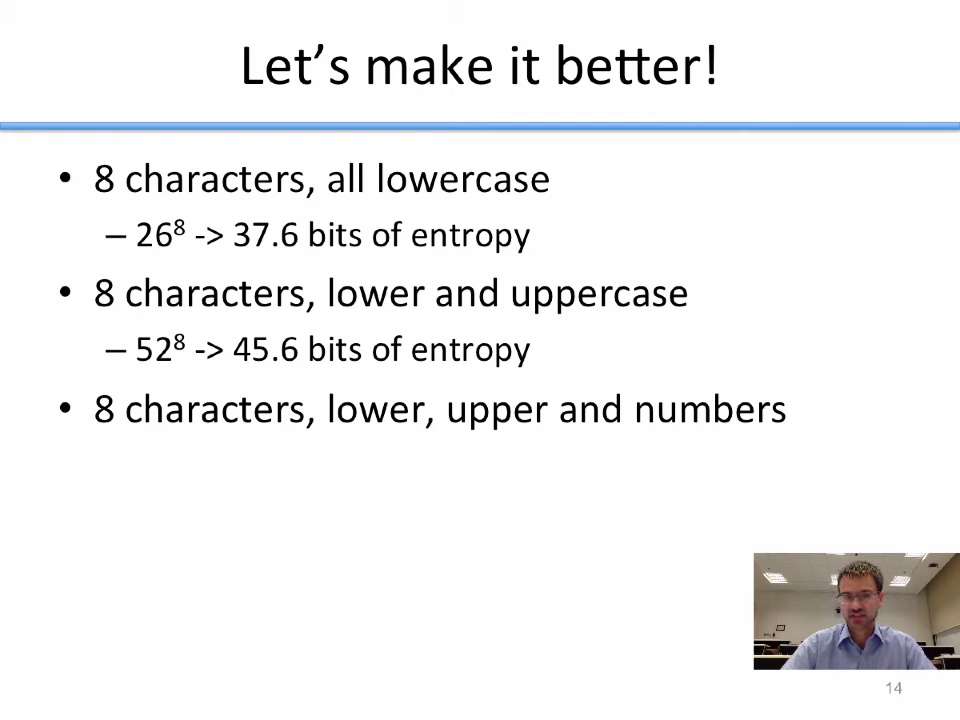 Let’s make it better!
• 8 characters, all lowercase
– 26⁸ -> 37.6 bits of entropy
• 8 characters, lower and uppercase
– 52⁸ -> 45.6 bits of entropy
• 8 characters, lower, upper and numbers
14